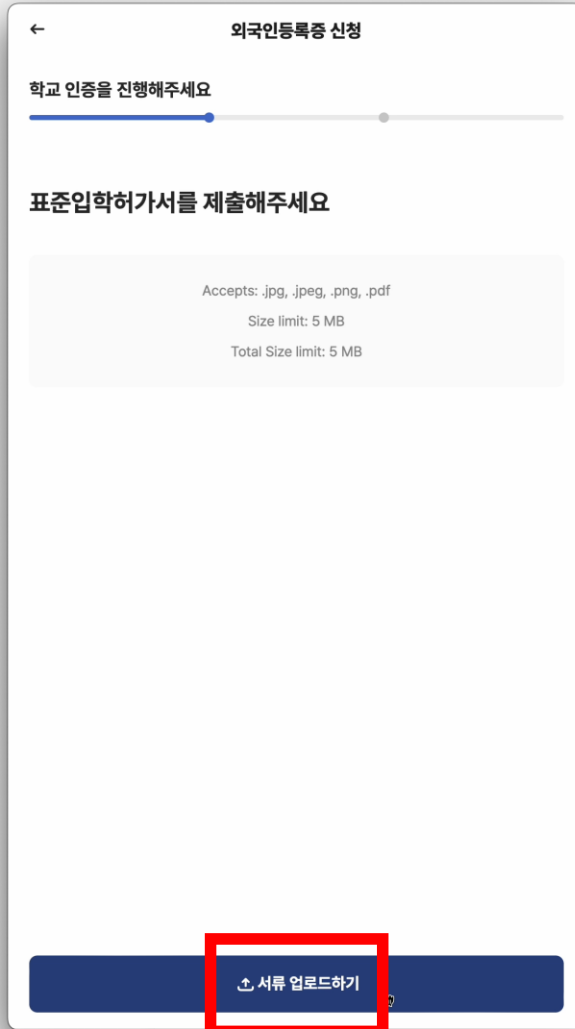 외국인등록증 신청
학교 인증을 진행해주세요
표준입학허가서를 제출해주세요
Accepts: .jpg, .jpeg, .png, .pdf
Size limit: 5 MB
Total Size limit: 5 MB
서류 업로드하기